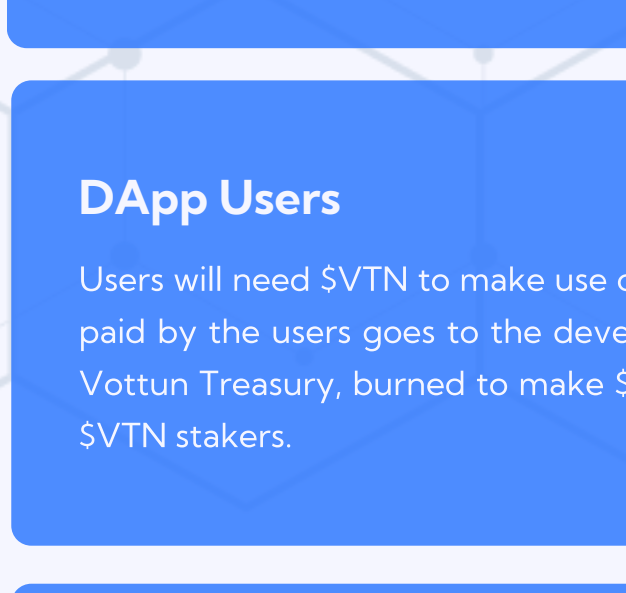 DApp Users
Users will need $VTN to make use
paid by the users goes to the
Vottun Treasury, burned to make
$VTN stakers.